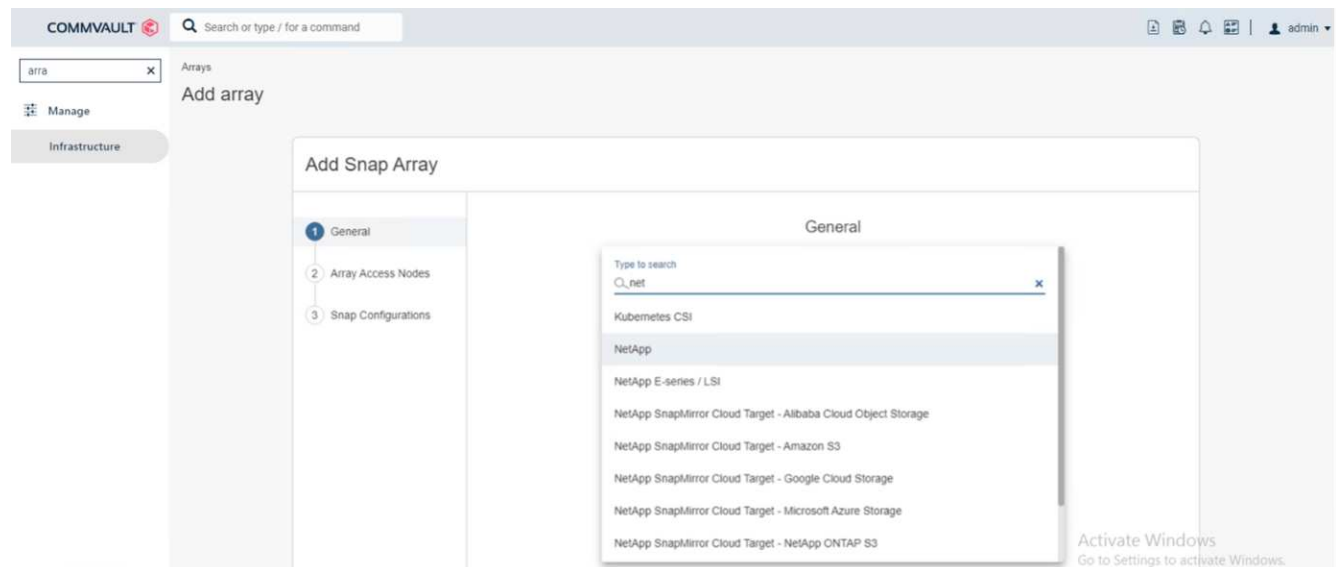 COMMVAULT
Search or type / for a command
admin
arra
Manage
Infrastructure
Arrays
Add array
Add Snap Array
1 General
2 Array Access Nodes
3 Snap Configurations
General
Type to search
net
Kubernetes CSI
NetApp
NetApp E-series / LSI
NetApp SnapMirror Cloud Target - Alibaba Cloud Object Storage
NetApp SnapMirror Cloud Target - Amazon S3
NetApp SnapMirror Cloud Target - Google Cloud Storage
NetApp SnapMirror Cloud Target - Microsoft Azure Storage
NetApp SnapMirror Cloud Target - NetApp ONTAP S3
Activate Windows
Go to Settings to activate Windows.